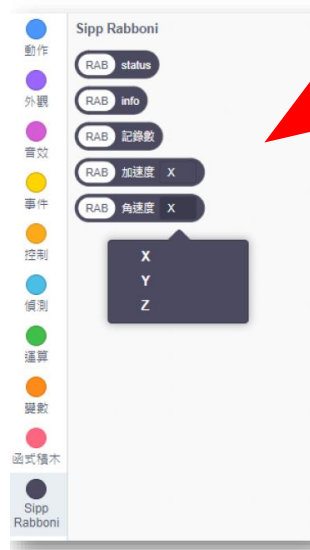 動作
外觀
音效
事件
控制
偵測
運算
變數
函式積木
Sipp
Rabboni
Sipp Rabboni
RAB status
RAB info
RAB 記錄數
RAB 加速度 X
RAB 角速度 X
X
Y
Z